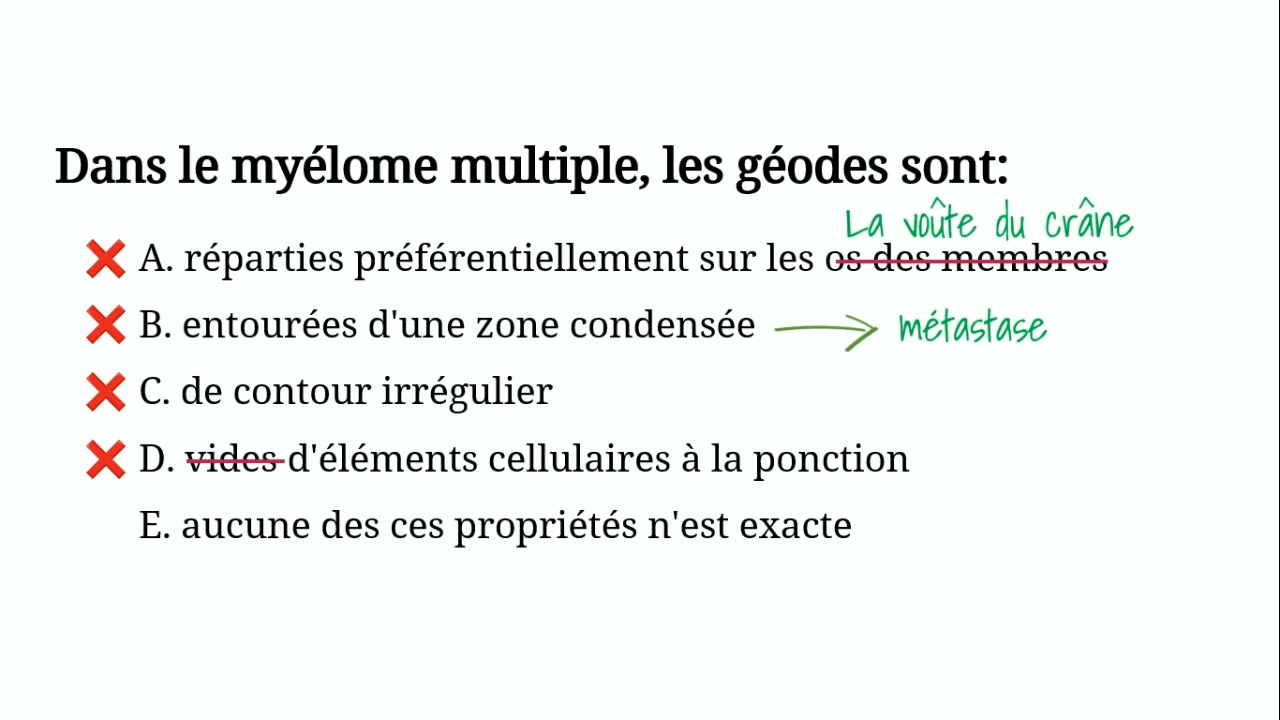 Dans le myélome multiple, les géodes sont:
La voûte du crâne
❌ A. réparties préférentiellement sur les os des membres
❌ B. entourées d'une zone condensée → métastase
❌ C. de contour irrégulier
❌ D. vides d'éléments cellulaires à la ponction
E. aucune des ces propriétés n'est exacte